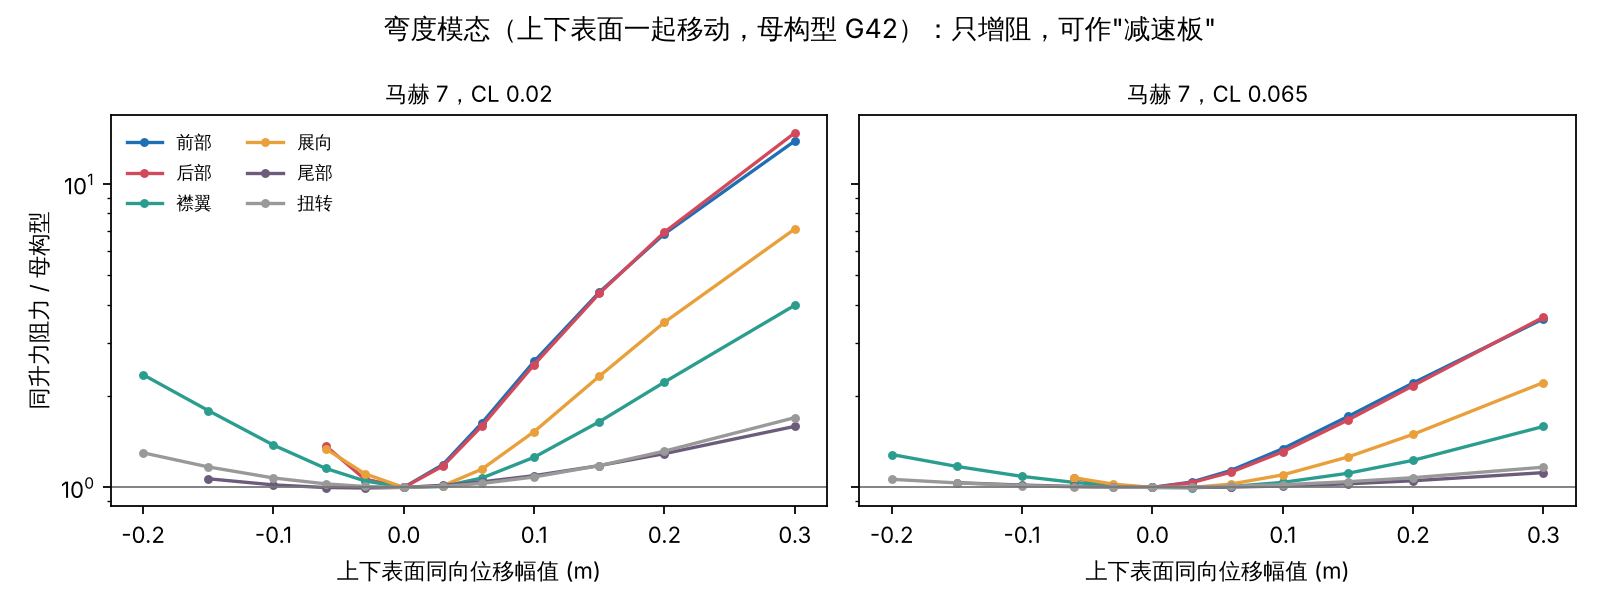 弯度模态（上下表面一起移动，母构型 G42）：只增阻，可作"减速板"
马赫 7，CL 0.02
马赫 7，CL 0.065
同升力阻力 / 母构型
前部
后部
襟翼
展向
尾部
扭转
10¹
10⁰
-0.2 -0.1 0.0 0.1 0.2 0.3
-0.2 -0.1 0.0 0.1 0.2 0.3
上下表面同向位移幅值 (m)
上下表面同向位移幅值 (m)